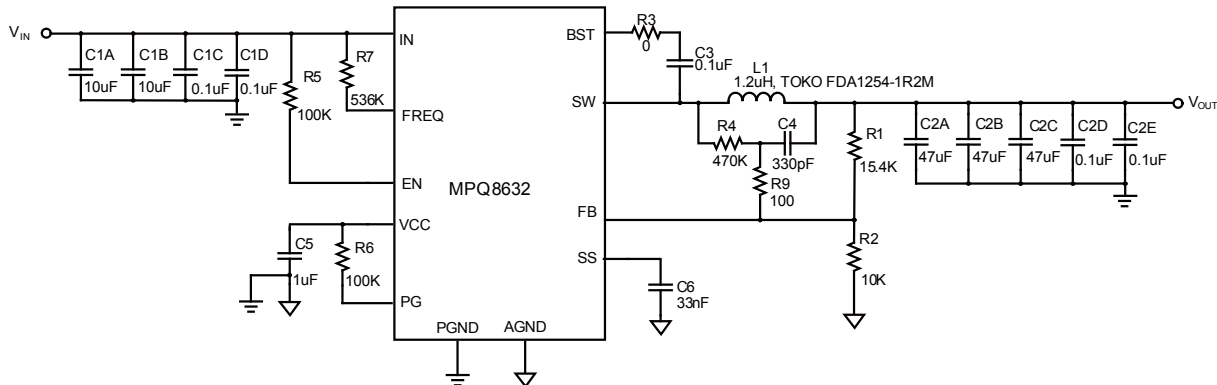 V_IN
C1A
10uF
C1B
10uF
C1C
0.1uF
C1D
0.1uF
R5
100K
R7
536K
IN
FREQ
EN
VCC
PG
C5
1uF
R6
100K
MPQ8632
PGND
AGND
BST
SW
FB
SS
R3
0
C3
0.1uF
L1
1.2uH, TOKO FDA1254-1R2M
R4
470K
C4
330pF
R9
100
R1
15.4K
R2
10K
C6
33nF
C2A
47uF
C2B
47uF
C2C
47uF
C2D
0.1uF
C2E
0.1uF
V_OUT